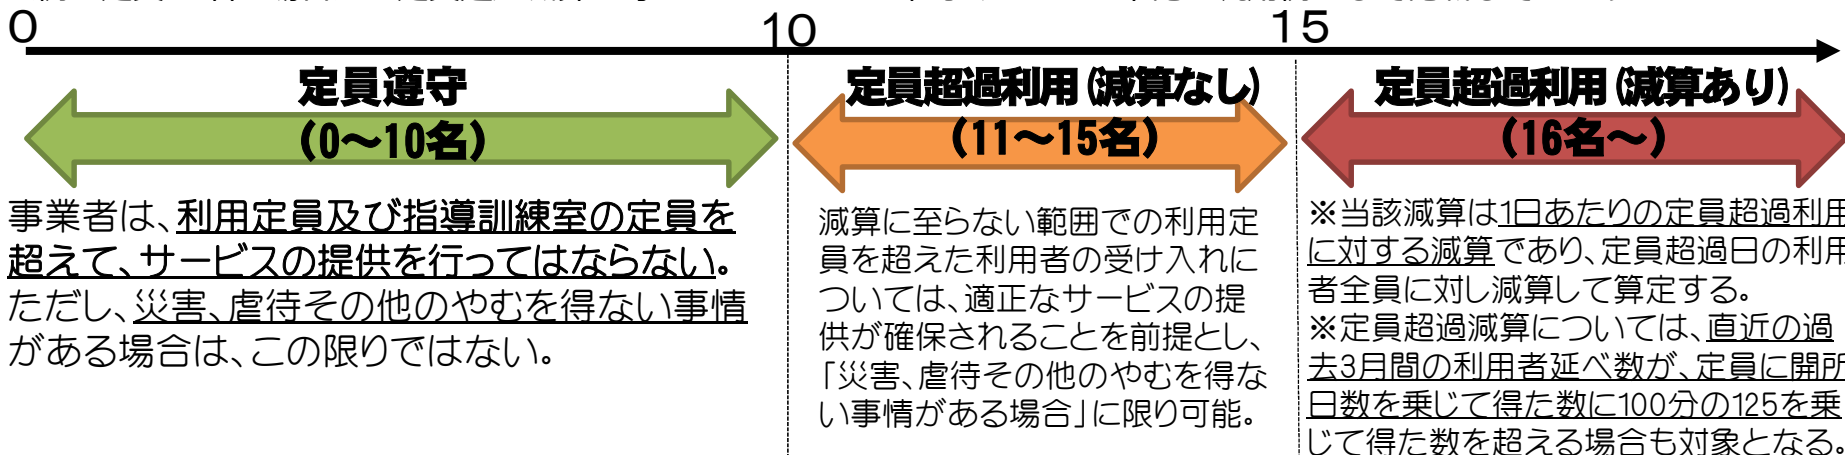 0
10
15
定員遵守
(0～10名)
定員超過利用(減算なし)
(11～15名)
定員超過利用(減算あり)
(16名～)
事業者は、利用定員及び指導訓練室の定員を
超えて、サービスの提供を行ってはならない。
ただし、災害、虐待その他のやむを得ない事情
がある場合は、この限りではない。
減算に至らない範囲での利用定
員を超えた利用者の受け入れに
ついては、適正なサービスの提
供が確保されることを前提とし、
「災害、虐待その他のやむを得な
い事情がある場合」に限り可能。
※当該減算は1日あたりの定員超過利用
に対する減算であり、定員超過日の利用
者全員に対し減算して算定する。
※定員超過減算については、直近の過
去3月間の利用者延べ数が、定員に開所
日数を乗じて得た数に100分の125を乗
じて得た数を超える場合も対象となる。